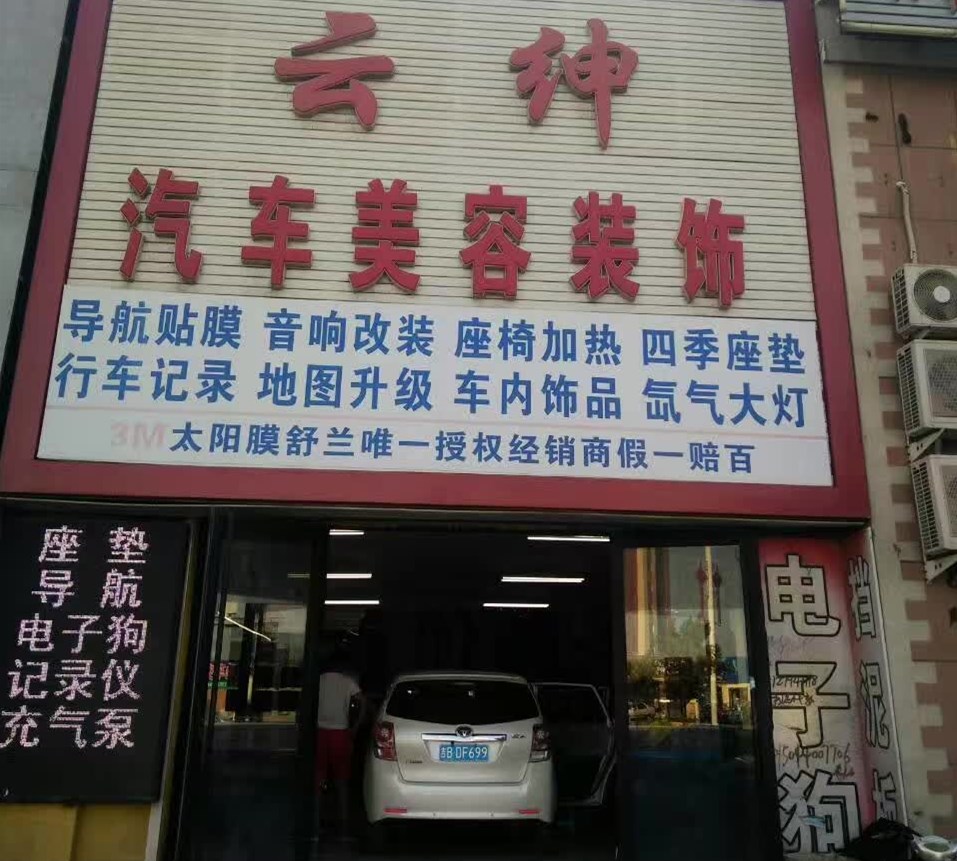 云绅
汽车美容装饰
导航贴膜 音响改装 座椅加热 四季座垫
行车记录 地图升级 车内饰品 氙气大灯
3M太阳膜舒兰唯一授权经销商假一赔百
座垫
导航
电子狗
记录仪
充气泵
吉B DF699
电子狗
挡泥板